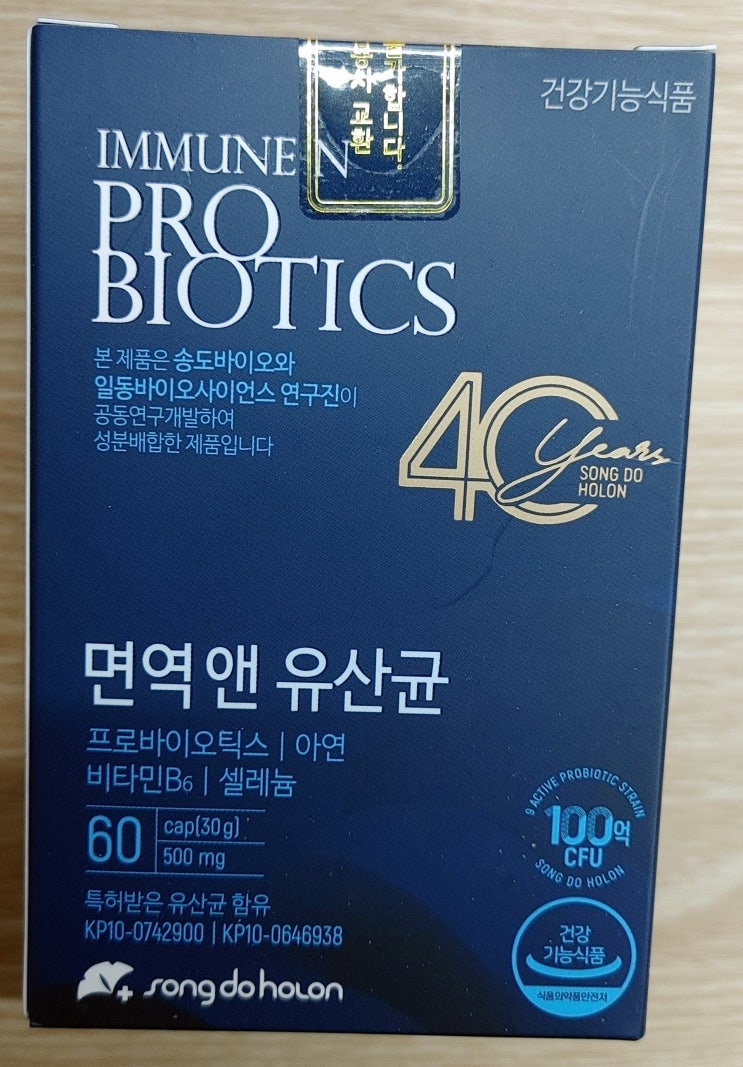 건강기능식품
교환
합니다.
IMMUNE N
PRO
BIOTICS
본 제품은 송도바이오와
일동바이오사이언스 연구진이
공동연구개발하여
성분배합한 제품입니다
40
years
SONG DO
HOLON
면역 앤 유산균
프로바이오틱스 | 아연
비타민B6 | 셀레늄
60
cap(30g)
500 mg
특허받은 유산균 함유
KP10-0742900 | KP10-0646938
song do holon
9 ACTIVE PROBIOTIC STRAIN
100억
CFU
SONG DO HOLON
건강
기능식품
식품의약품안전처